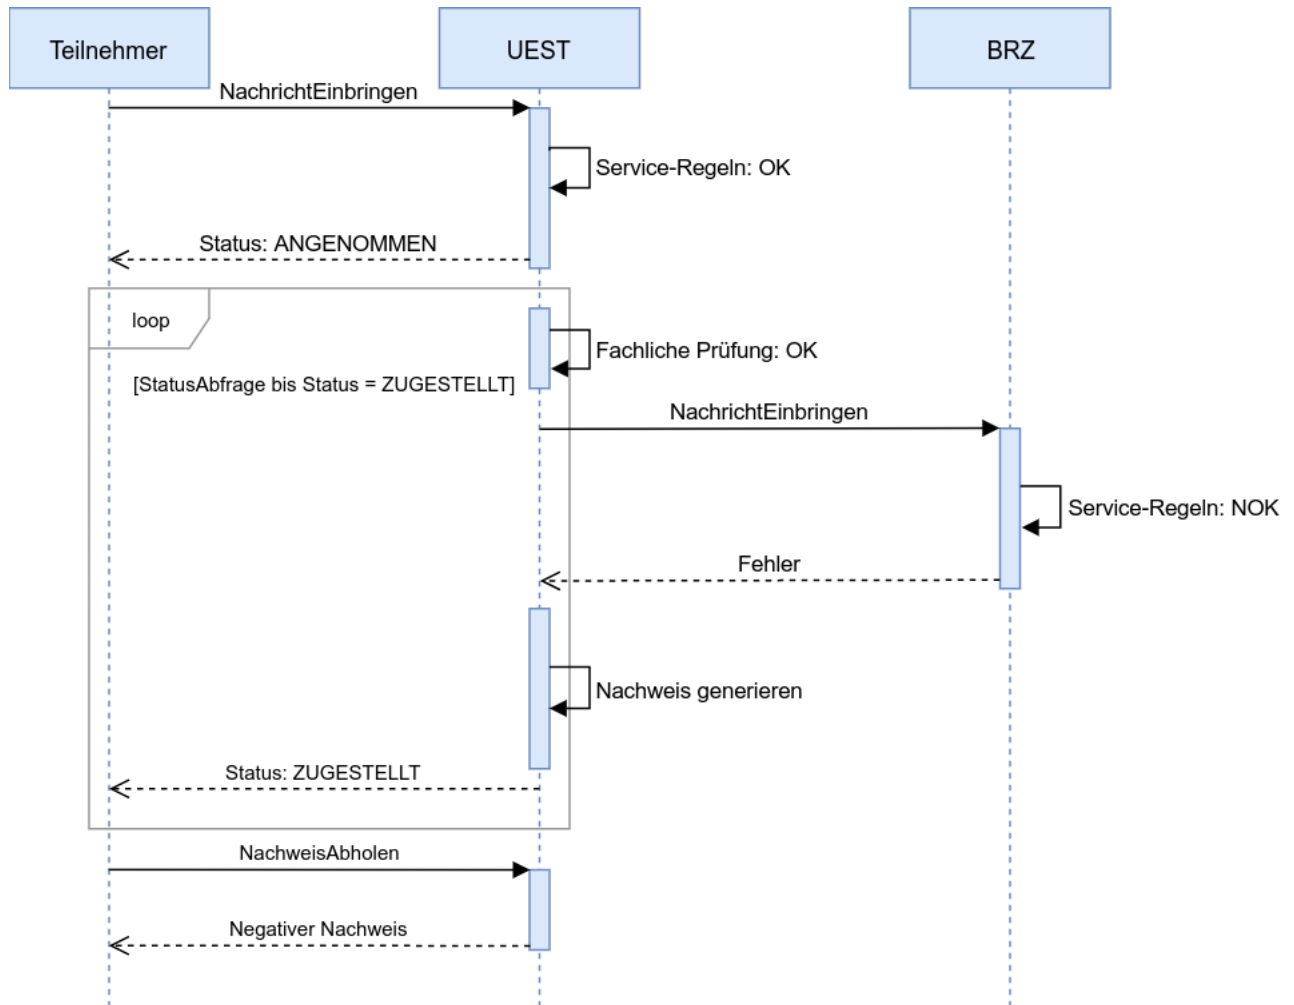 Teilnehmer
UEST
BRZ
NachrichtEinbringen
Service-Regeln: OK
Status: ANGENOMMEN
loop
Fachliche Prüfung: OK
[StatusAbfrage bis Status = ZUGESTELLT]
NachrichtEinbringen
Service-Regeln: NOK
Fehler
Nachweis generieren
Status: ZUGESTELLT
NachweisAbholen
Negativer Nachweis